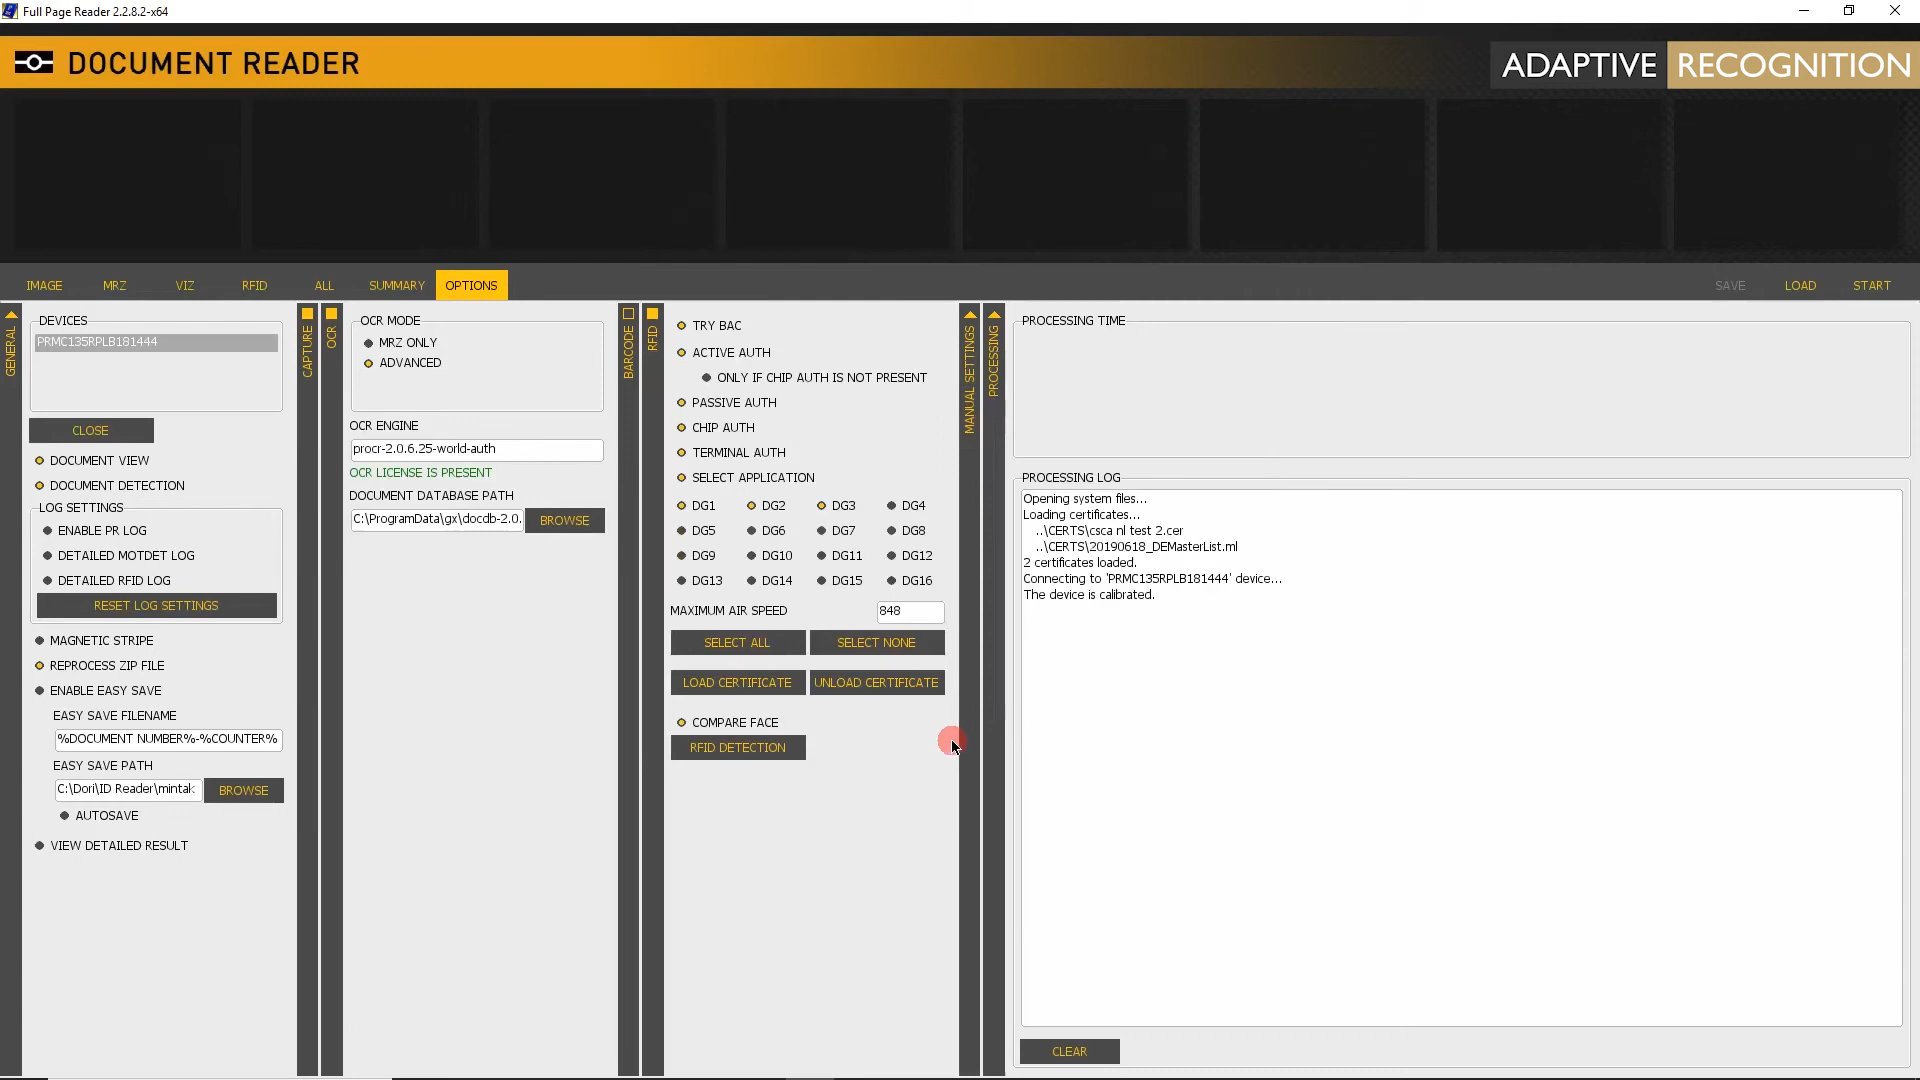 Full Page Reader 2.2.8.2-x64
DOCUMENT READER
ADAPTIVE RECOGNITION
IMAGE MRZ VIZ RFID ALL SUMMARY OPTIONS SAVE LOAD START
GENERAL
DEVICES
PRMC135RPLB181444
CLOSE
DOCUMENT VIEW
DOCUMENT DETECTION
LOG SETTINGS
ENABLE PR LOG
DETAILED MOTDET LOG
DETAILED RFID LOG
RESET LOG SETTINGS
MAGNETIC STRIPE
REPROCESS ZIP FILE
ENABLE EASY SAVE
EASY SAVE FILENAME
%DOCUMENT NUMBER%-%COUNTER%
EASY SAVE PATH
C:\Dori\ID Reader\mintak BROWSE
AUTOSAVE
VIEW DETAILED RESULT
CAPTURE
OCR
OCR MODE
MRZ ONLY
ADVANCED
OCR ENGINE
procr-2.0.6.25-world-auth
OCR LICENSE IS PRESENT
DOCUMENT DATABASE PATH
C:\ProgramData\gx\docdb-2.0. BROWSE
BARCODE
RFID
TRY BAC
ACTIVE AUTH
ONLY IF CHIP AUTH IS NOT PRESENT
PASSIVE AUTH
CHIP AUTH
TERMINAL AUTH
SELECT APPLICATION
DG1 DG2 DG3 DG4
DG5 DG6 DG7 DG8
DG9 DG10 DG11 DG12
DG13 DG14 DG15 DG16
MAXIMUM AIR SPEED 848
SELECT ALL SELECT NONE
LOAD CERTIFICATE UNLOAD CERTIFICATE
COMPARE FACE
RFID DETECTION
MANUAL SETTINGS
PROCESSING
PROCESSING TIME
PROCESSING LOG
Opening system files...
Loading certificates...
..\CERTS\csca nl test 2.cer
..\CERTS\20190618_DEMasterList.ml
2 certificates loaded.
Connecting to 'PRMC135RPLB181444' device...
The device is calibrated.
CLEAR